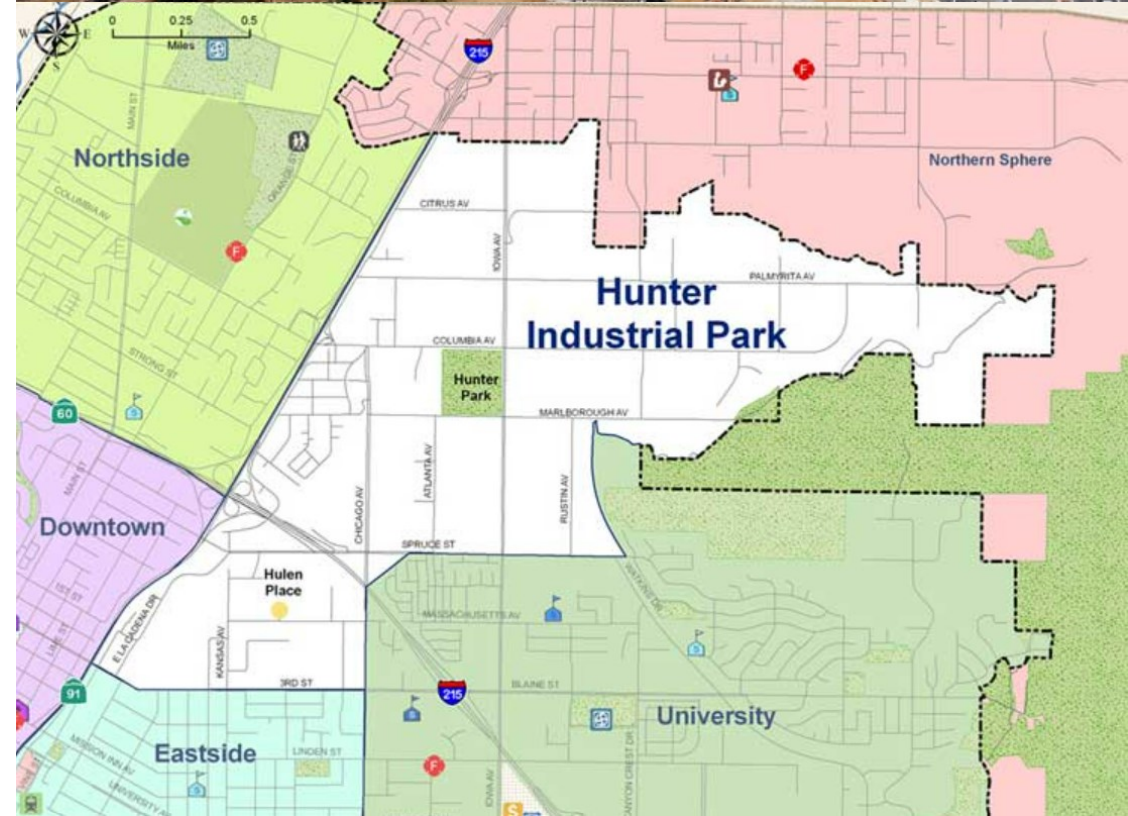 W
E
S
0
0.25
0.5
Miles
215
F
S
MAIN ST
Northside
ORANGE ST
Northern Sphere
COLUMBIA AV
CITRUS AV
IOWA AV
F
PALMYRITA AV
Hunter
Industrial Park
COLUMBIA AV
STRONG ST
Hunter
Park
S
60
MARLBOROUGH AV
MAIN ST
ATLANTA AV
RUSTIN AV
CHICAGO AV
Downtown
SPRUCE ST
Hulen
Place
WATKINS DR
1ST ST
MASSACHUSETTS AV
S
E LA CADENA DR
LIME ST
KANSAS AV
S
3RD ST
BLAINE ST
91
215
S
University
Eastside
MISSION INN AV
LINDEN ST
F
CANYON CREST DR
UNIVERSITY AV
S
IOWA AV
S